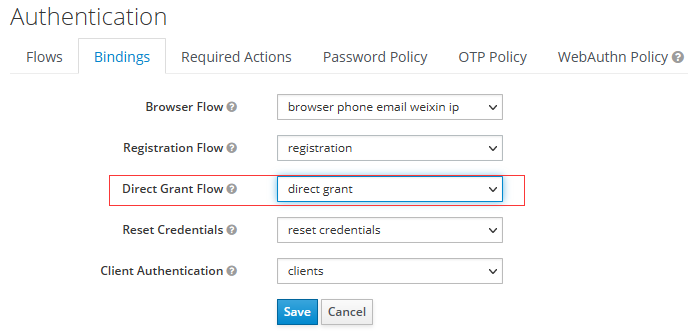 Authentication
Flows Bindings Required Actions Password Policy OTP Policy WebAuthn Policy ?
Browser Flow ? browser phone email weixin ip
Registration Flow ? registration
Direct Grant Flow ? direct grant
Reset Credentials ? reset credentials
Client Authentication ? clients
Save Cancel